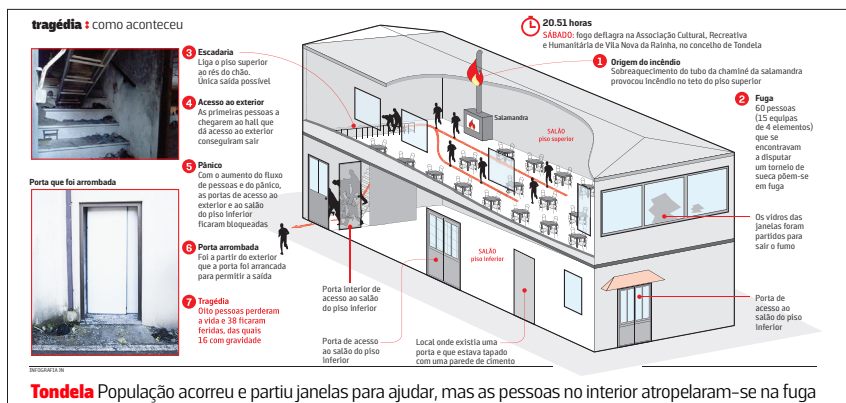 tragédia : como aconteceu
20.51 horas
SÁBADO: fogo deflagra na Associação Cultural, Recreativa
e Humanitária de Vila Nova da Rainha, no concelho de Tondela
1 Origem do incêndio
Sobreaquecimento do tubo da chaminé da salamandra
provocou incêndio no teto do piso superior
2 Fuga
60 pessoas
(15 equipas
de 4 elementos)
que se
encontravam
a disputar
um torneio de
sueca põem-se
em fuga
3 Escadaria
Liga o piso superior
ao rés do chão.
Única saída possível
4 Acesso ao exterior
As primeiras pessoas a
chegarem ao hall que
dá acesso ao exterior
conseguiram sair
5 Pânico
Com o aumento do fluxo
de pessoas e do pânico,
as portas de acesso ao
exterior e ao salão
do piso inferior
ficaram bloqueadas
Porta que foi arrombada
6 Porta arrombada
Foi a partir do exterior
que a porta foi arrancada
para permitir a saída
7 Tragédia
Oito pessoas perderam
a vida e 38 ficaram
feridas, das quais
16 com gravidade
Salamandra
SALÃO
piso superior
SALÃO
piso inferior
Os vidros das
janelas foram
partidos para
sair o fumo
Porta interior de
acesso ao salão
do piso inferior
Porta de acesso
ao salão do piso
inferior
Local onde existia uma
porta e que estava tapado
com uma parede de cimento
Porta de
acesso ao
salão do piso
inferior
INFOGRAFIA JN
Tondela População acorreu e partiu janelas para ajudar, mas as pessoas no interior atropelaram-se na fuga